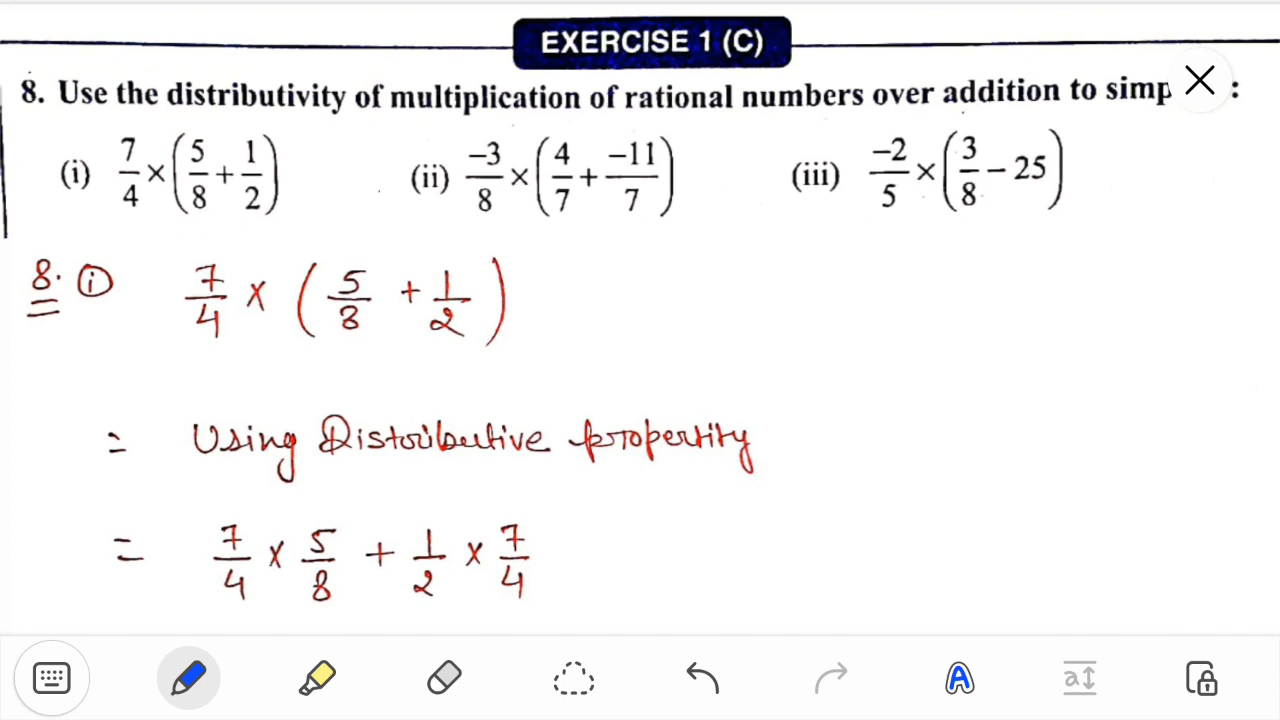 EXERCISE 1 (C)
8. Use the distributivity of multiplication of rational numbers over addition to simp :
(i) 7/4 × (5/8 + 1/2) (ii) -3/8 × (4/7 + -11/7) (iii) -2/5 × (3/8 - 25)
8. (i) 7/4 × (5/8 + 1/2)
= Using Distributive propertity
= 7/4 × 5/8 + 1/2 × 7/4
A a